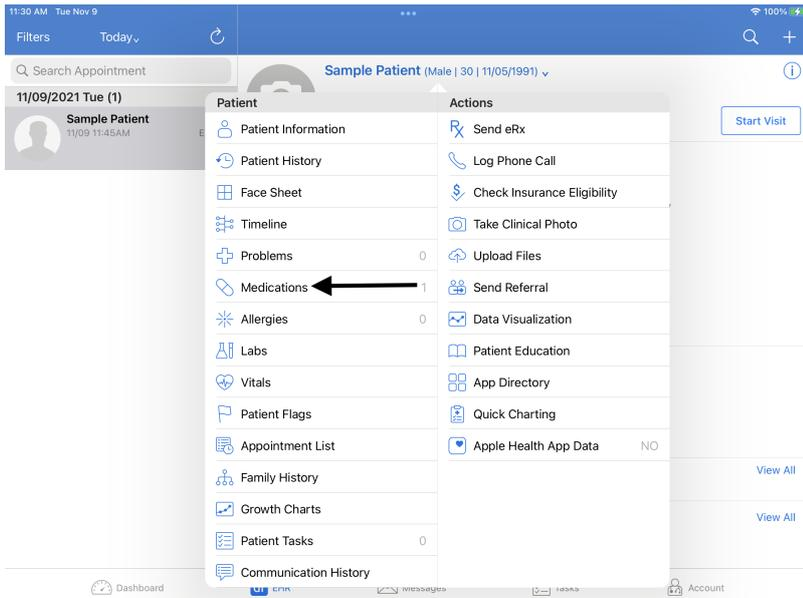 11:30 AM Tue Nov 9
100%
Filters
Today
Search Appointment
Sample Patient (Male | 30 | 11/05/1991)
11/09/2021 Tue (1)
Sample Patient
11/09 11:45AM
E
Start Visit
Patient
Patient Information
Patient History
Face Sheet
Timeline
Problems 0
Medications 1
Allergies 0
Labs
Vitals
Patient Flags
Appointment List
Family History
Growth Charts
Patient Tasks 0
Communication History
Actions
Send eRx
Log Phone Call
Check Insurance Eligibility
Take Clinical Photo
Upload Files
Send Referral
Data Visualization
Patient Education
App Directory
Quick Charting
Apple Health App Data NO
View All
View All
Dashboard
EHR
Messages
Tasks
Account